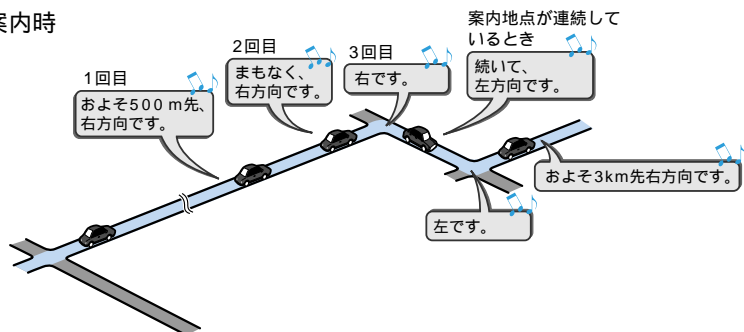 案内時
1回目
およそ500 m先、
右方向です。
2回目
まもなく、
右方向です。
3回目
右です。
案内地点が連続して
いるとき
続いて、
左方向です。
左です。
およそ3km先右方向です。